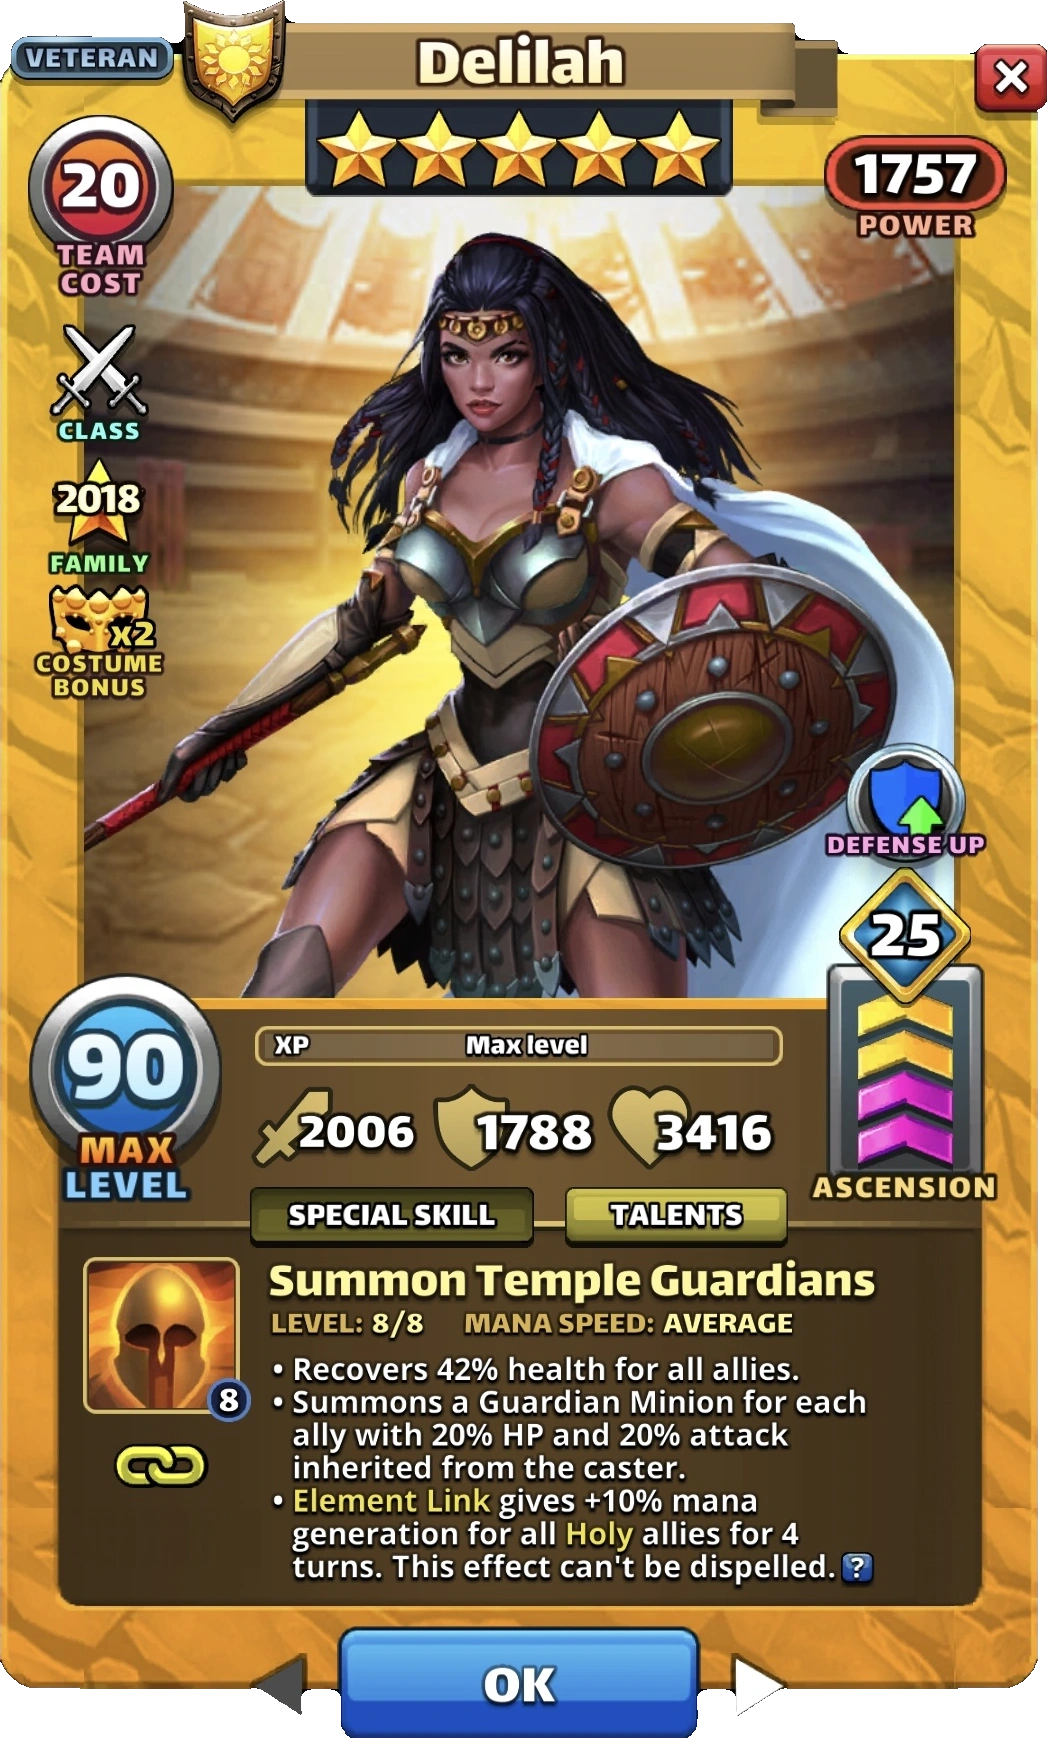 VETERAN
Delilah
20
TEAM
COST
1757
POWER
CLASS
2018
FAMILY
x2
COSTUME
BONUS
DEFENSE UP
25
90
MAX
LEVEL
XP Max level
2006 1788 3416
ASCENSION
SPECIAL SKILL TALENTS
Summon Temple Guardians
LEVEL: 8/8 MANA SPEED: AVERAGE
8
• Recovers 42% health for all allies.
• Summons a Guardian Minion for each
ally with 20% HP and 20% attack
inherited from the caster.
• Element Link gives +10% mana
generation for all Holy allies for 4
turns. This effect can't be dispelled. ?
OK